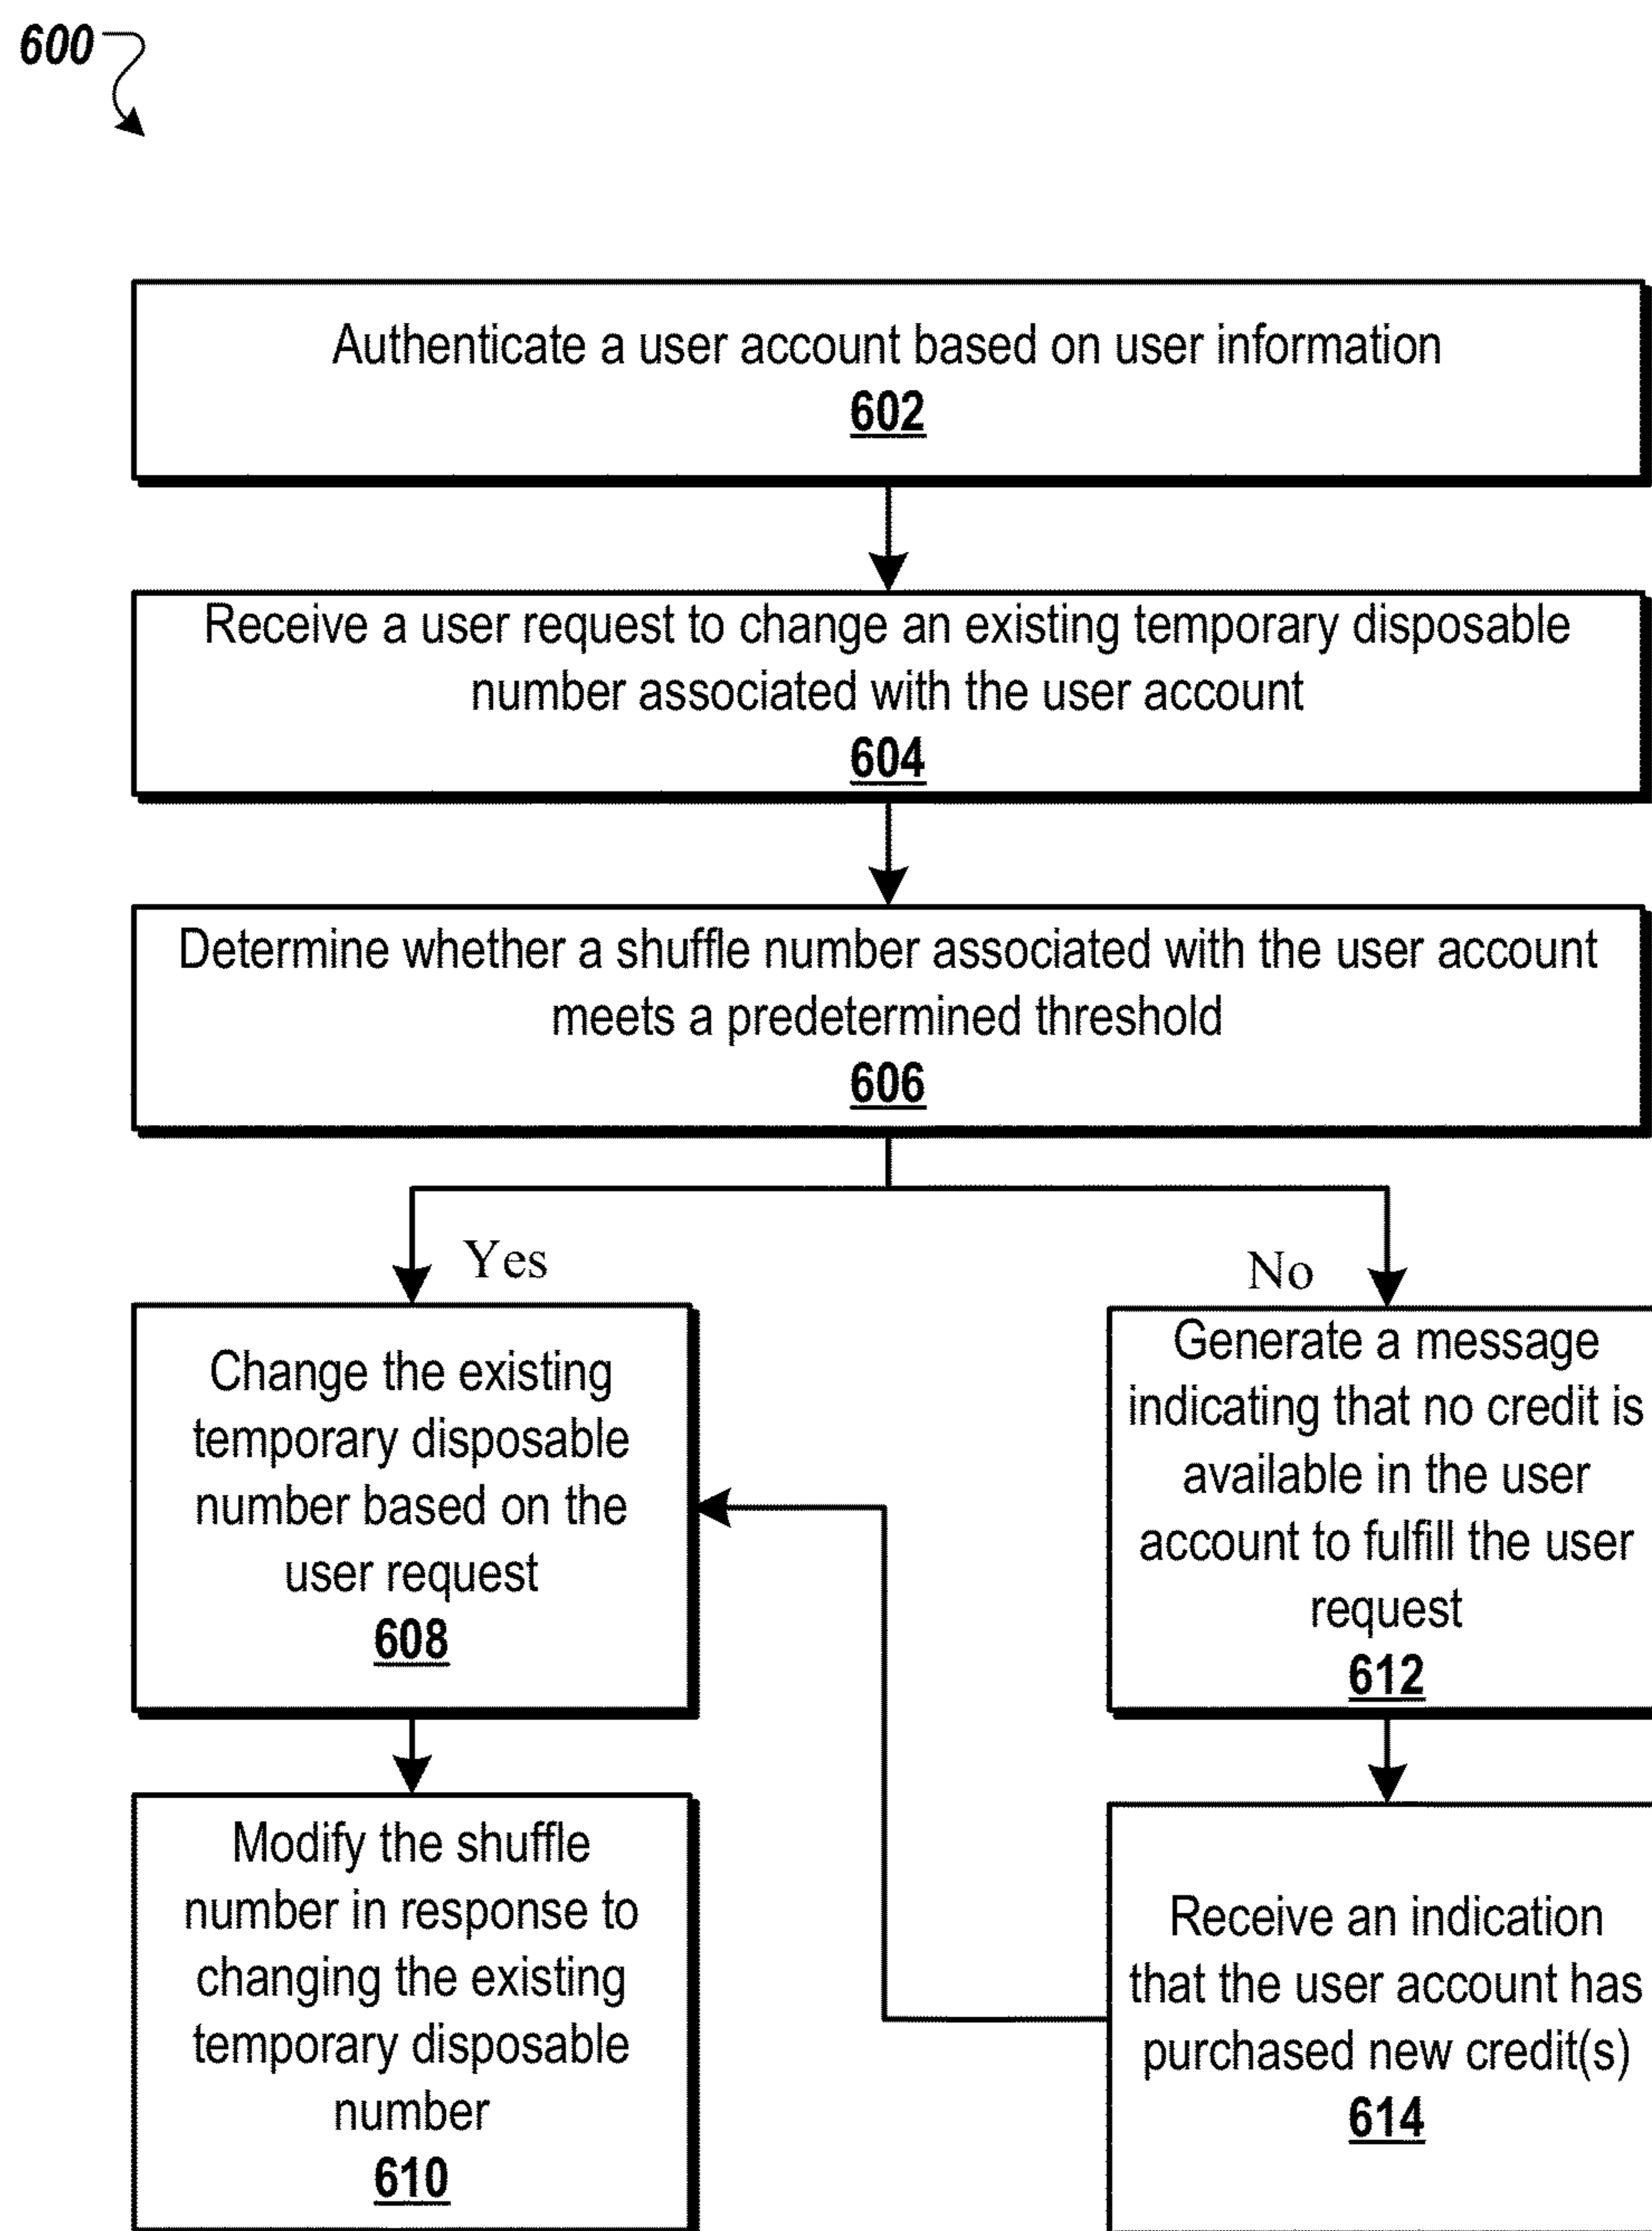 600
Authenticate a user account based on user information
602
Receive a user request to change an existing temporary disposable
number associated with the user account
604
Determine whether a shuffle number associated with the user account
meets a predetermined threshold
606
Yes
No
Change the existing
temporary disposable
number based on the
user request
608
Generate a message
indicating that no credit is
available in the user
account to fulfill the user
request
612
Modify the shuffle
number in response to
changing the existing
temporary disposable
number
610
Receive an indication
that the user account has
purchased new credit(s)
614